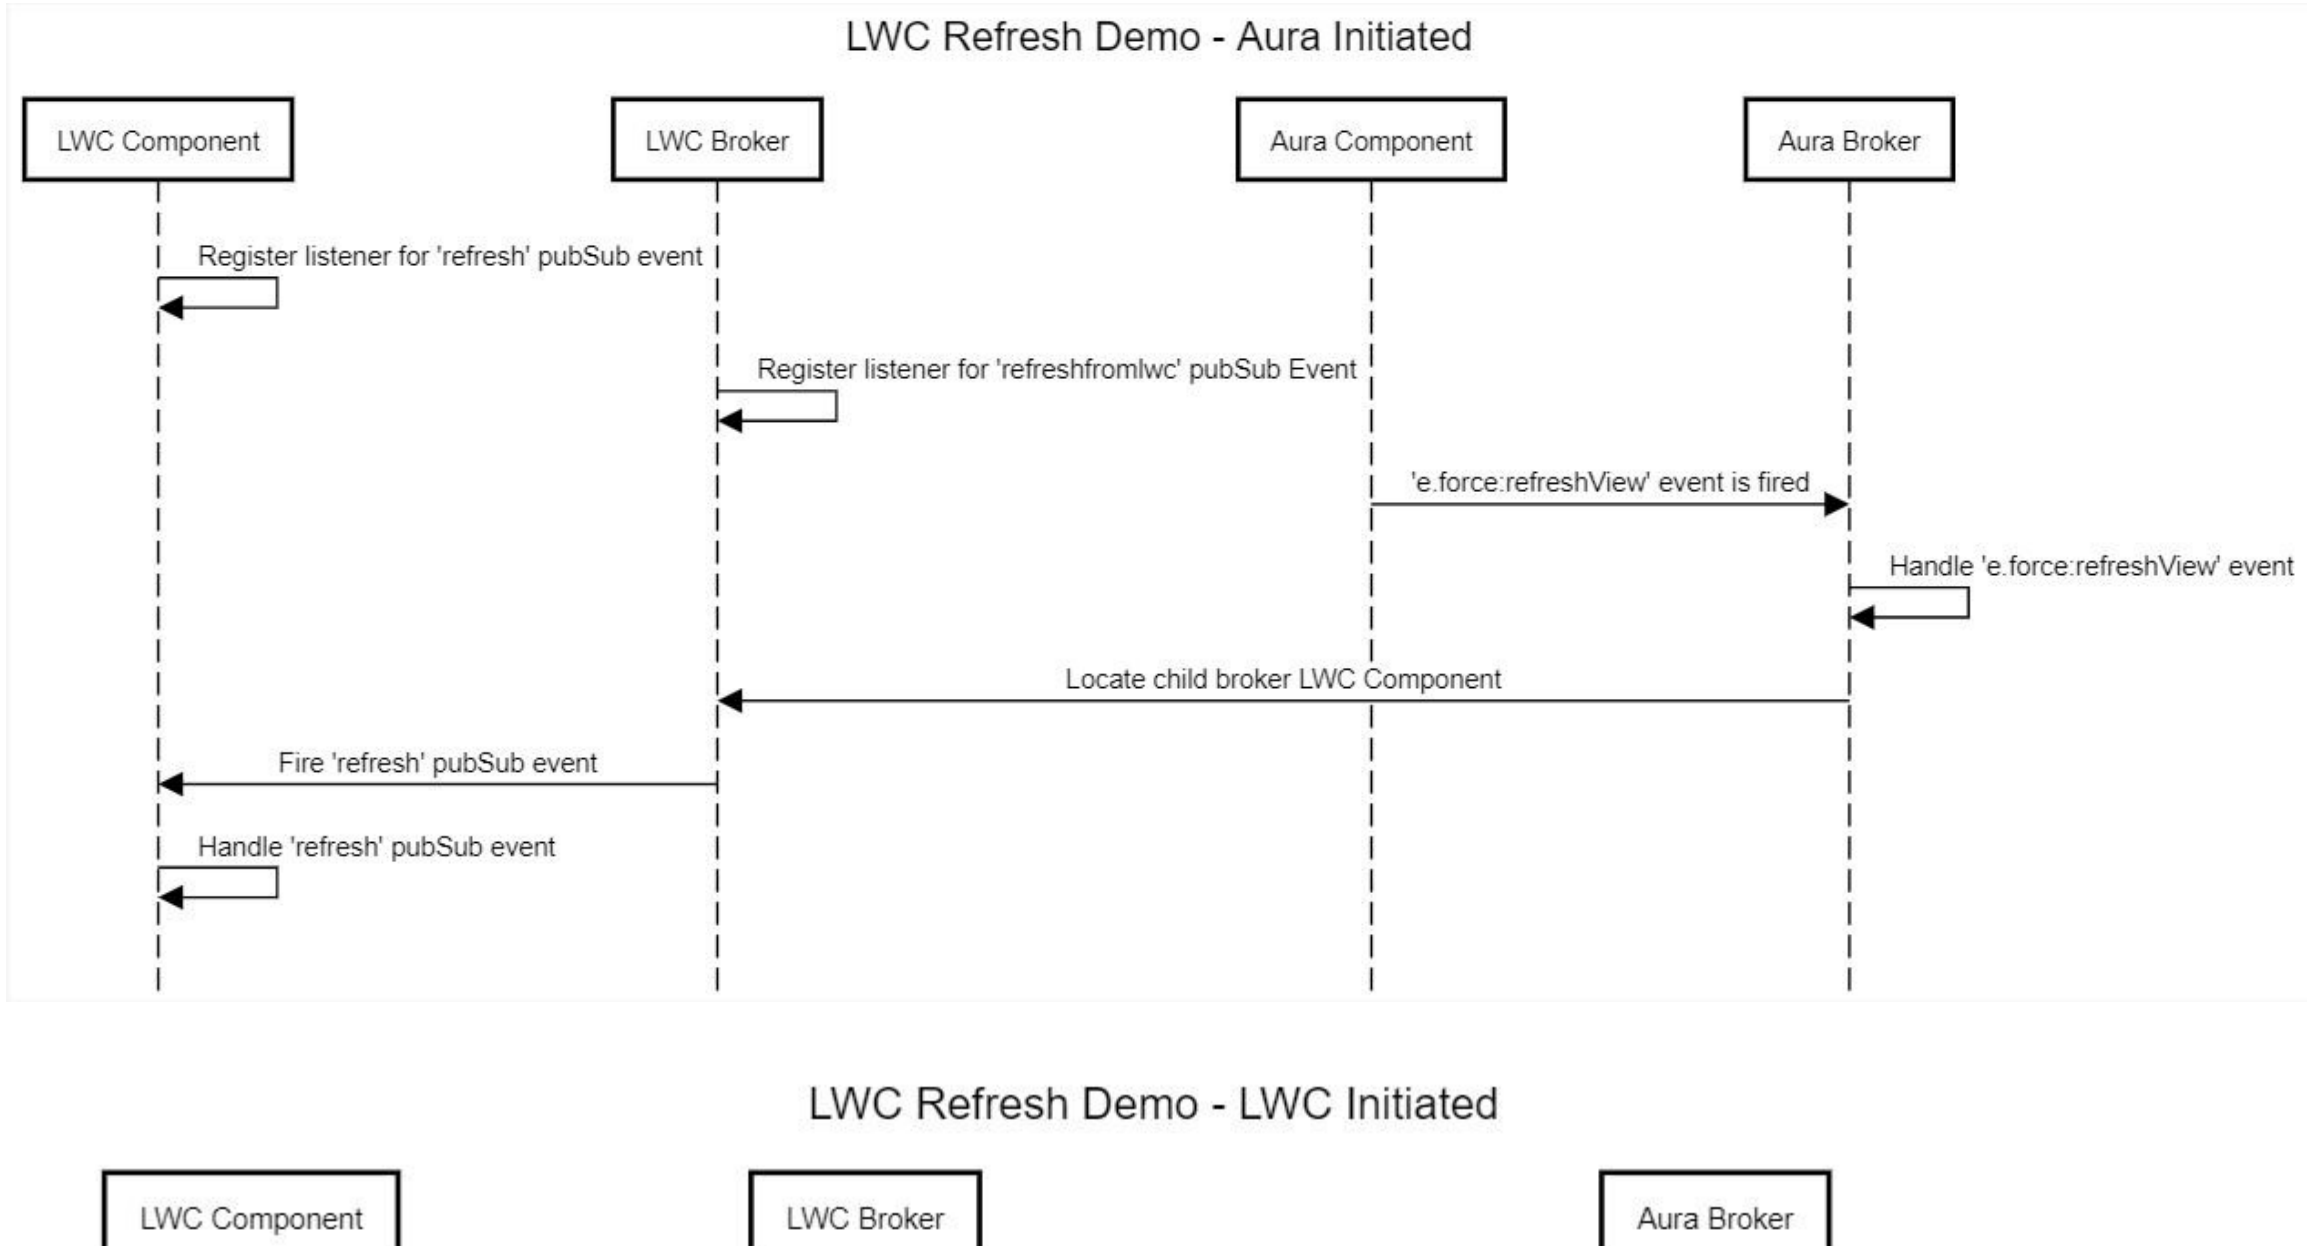 LWC Refresh Demo - Aura Initiated
LWC Component
LWC Broker
Aura Component
Aura Broker
Register listener for 'refresh' pubSub event
Register listener for 'refreshfromlwc' pubSub Event
'e.force:refreshView' event is fired
Handle 'e.force:refreshView' event
Locate child broker LWC Component
Fire 'refresh' pubSub event
Handle 'refresh' pubSub event
LWC Refresh Demo - LWC Initiated
LWC Component
LWC Broker
Aura Broker